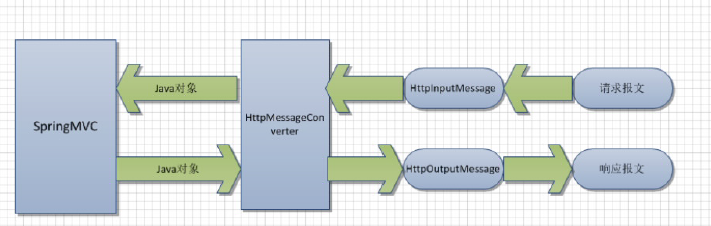 SpringMVC
Java对象
HttpMessageCon
verter
HttpInputMessage
请求报文
Java对象
HttpOutputMessage
响应报文